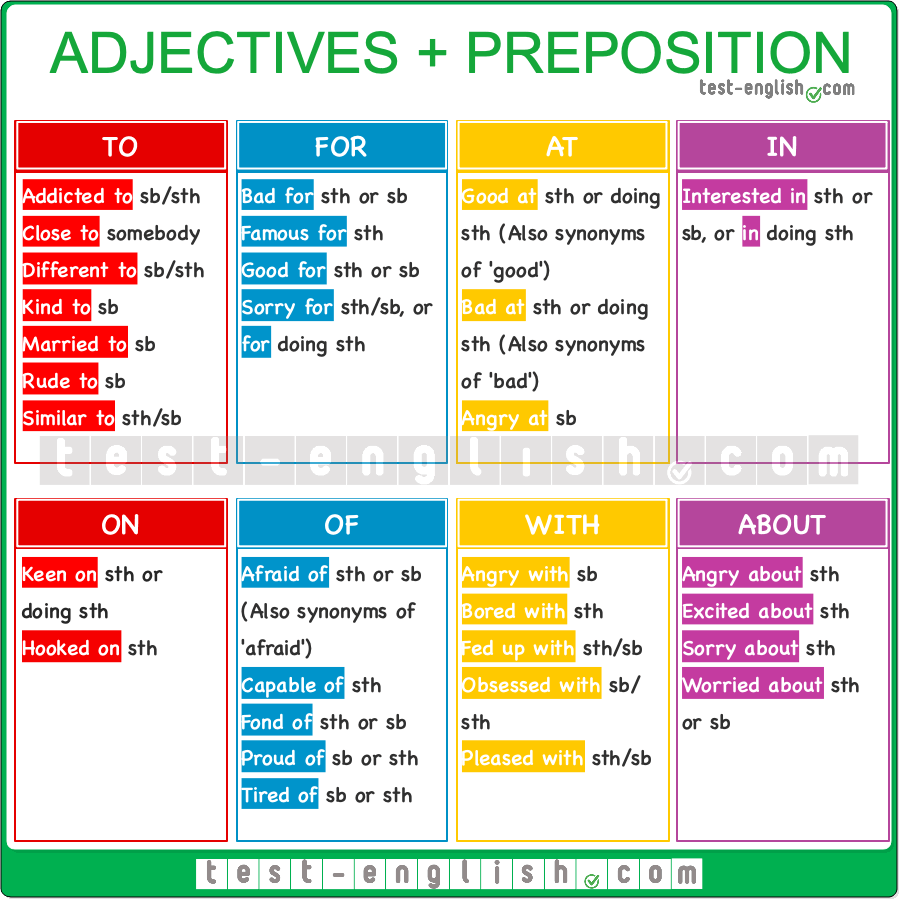 ADJECTIVES + PREPOSITION
test-english.com
TO
Addicted to sb/sth
Close to somebody
Different to sb/sth
Kind to sb
Married to sb
Rude to sb
Similar to sth/sb
FOR
Bad for sth or sb
Famous for sth
Good for sth or sb
Sorry for sth/sb, or
for doing sth
AT
Good at sth or doing
sth (Also synonyms
of 'good')
Bad at sth or doing
sth (Also synonyms
of 'bad')
Angry at sb
IN
Interested in sth or
sb, or in doing sth
test-english.com
ON
Keen on sth or
doing sth
Hooked on sth
OF
Afraid of sth or sb
(Also synonyms of
'afraid')
Capable of sth
Fond of sth or sb
Proud of sb or sth
Tired of sb or sth
WITH
Angry with sb
Bored with sth
Fed up with sth/sb
Obsessed with sb/
sth
Pleased with sth/sb
ABOUT
Angry about sth
Excited about sth
Sorry about sth
Worried about sth
or sb
test-english.com